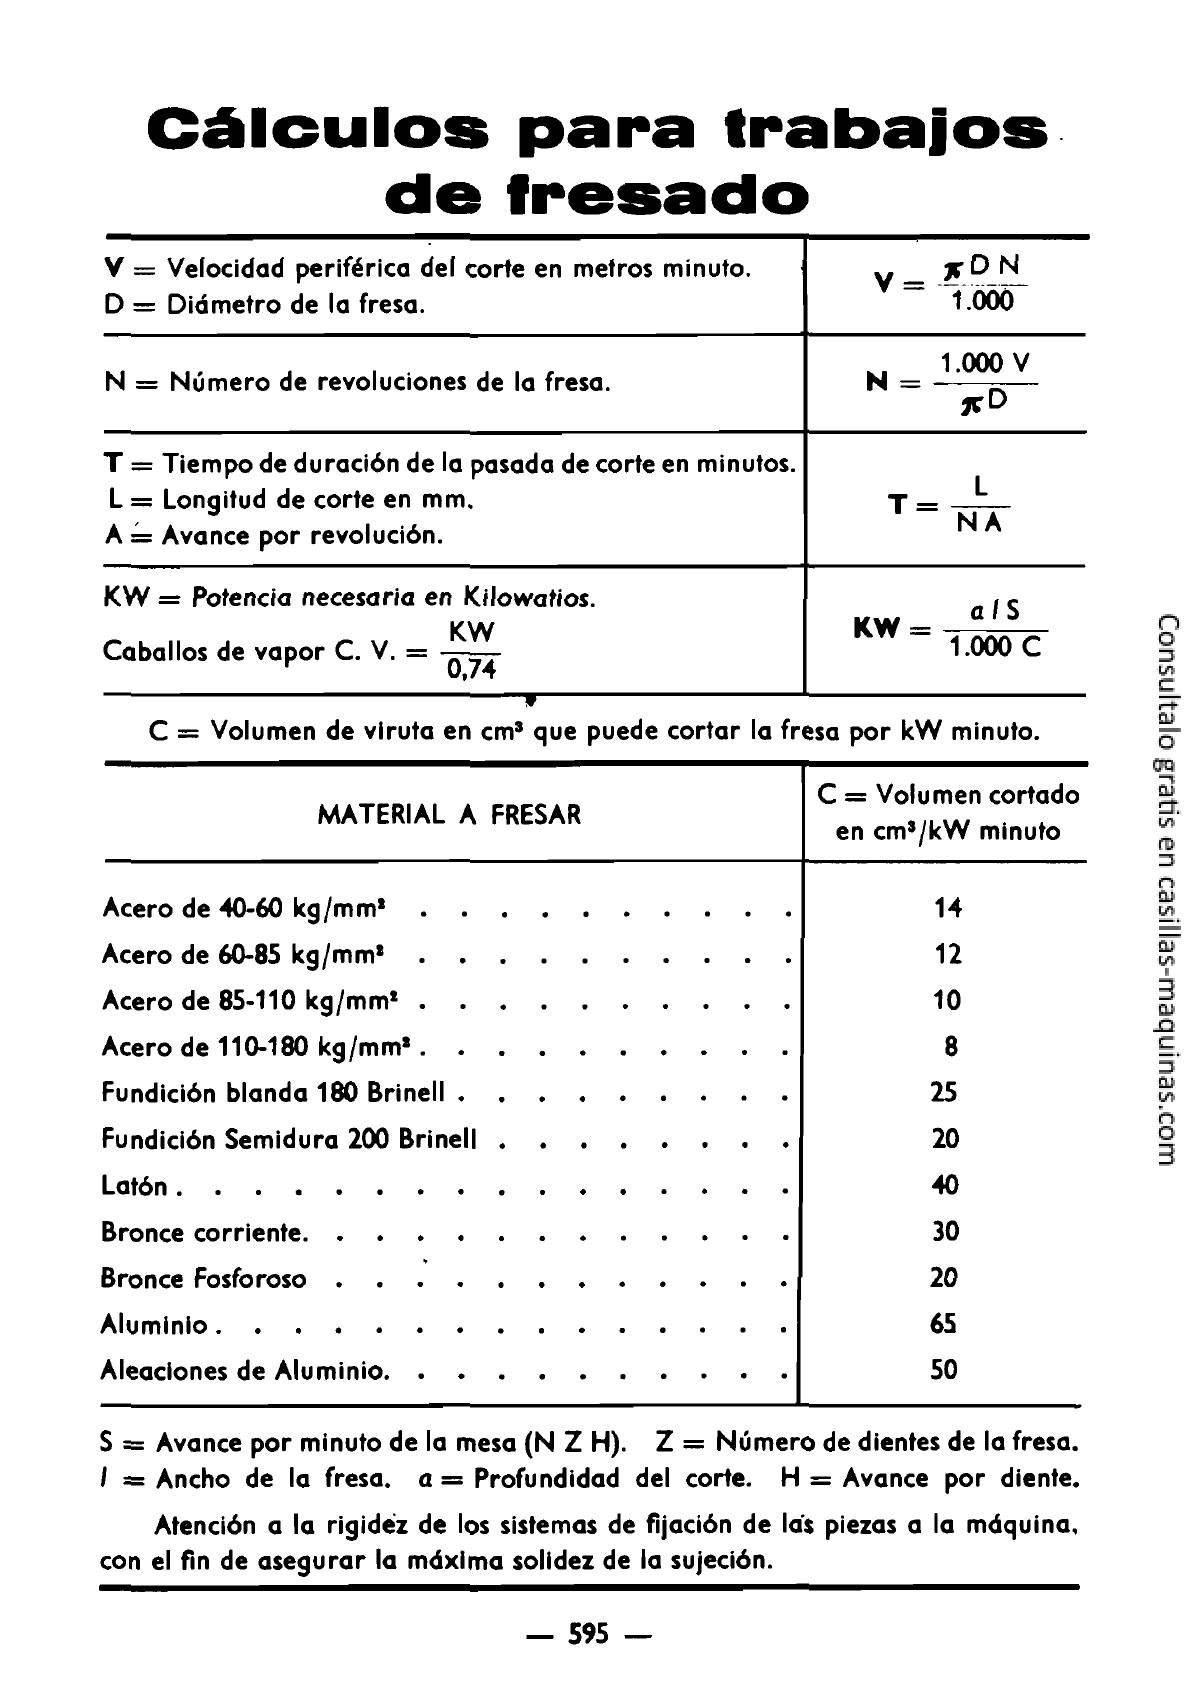 Cálculos para trabajos
de fresado
V = Velocidad periférica del corte en metros minuto.
D = Diámetro de la fresa.
V = π D N / 1.000
N = Número de revoluciones de la fresa.
N = 1.000 V / π D
T = Tiempo de duración de la pasada de corte en minutos.
L = Longitud de corte en mm.
A = Avance por revolución.
T = L / N A
KW = Potencia necesaria en Kilowatios.
Caballos de vapor C. V. = KW / 0,74
KW = a l S / 1.000 C
C = Volumen de viruta en cm³ que puede cortar la fresa por kW minuto.
MATERIAL A FRESAR
C = Volumen cortado
en cm³/kW minuto
Acero de 40-60 kg/mm² . . . . . . . . . . 14
Acero de 60-85 kg/mm² . . . . . . . . . . 12
Acero de 85-110 kg/mm² . . . . . . . . . . 10
Acero de 110-180 kg/mm² . . . . . . . . . . 8
Fundición blanda 180 Brinell . . . . . . . . . 25
Fundición Semidura 200 Brinell . . . . . . . . 20
Latón . . . . . . . . . . . . . . . . 40
Bronce corriente. . . . . . . . . . . . . 30
Bronce Fosforoso . . . . . . . . . . . . 20
Aluminio . . . . . . . . . . . . . . . 65
Aleaciones de Aluminio. . . . . . . . . . . 50
S = Avance por minuto de la mesa (N Z H). Z = Número de dientes de la fresa.
l = Ancho de la fresa. a = Profundidad del corte. H = Avance por diente.
Atención a la rigidez de los sistemas de fijación de las piezas a la máquina,
con el fin de asegurar la máxima solidez de la sujeción.
— 595 —
Consultalo gratis en casillas-maquinas.com